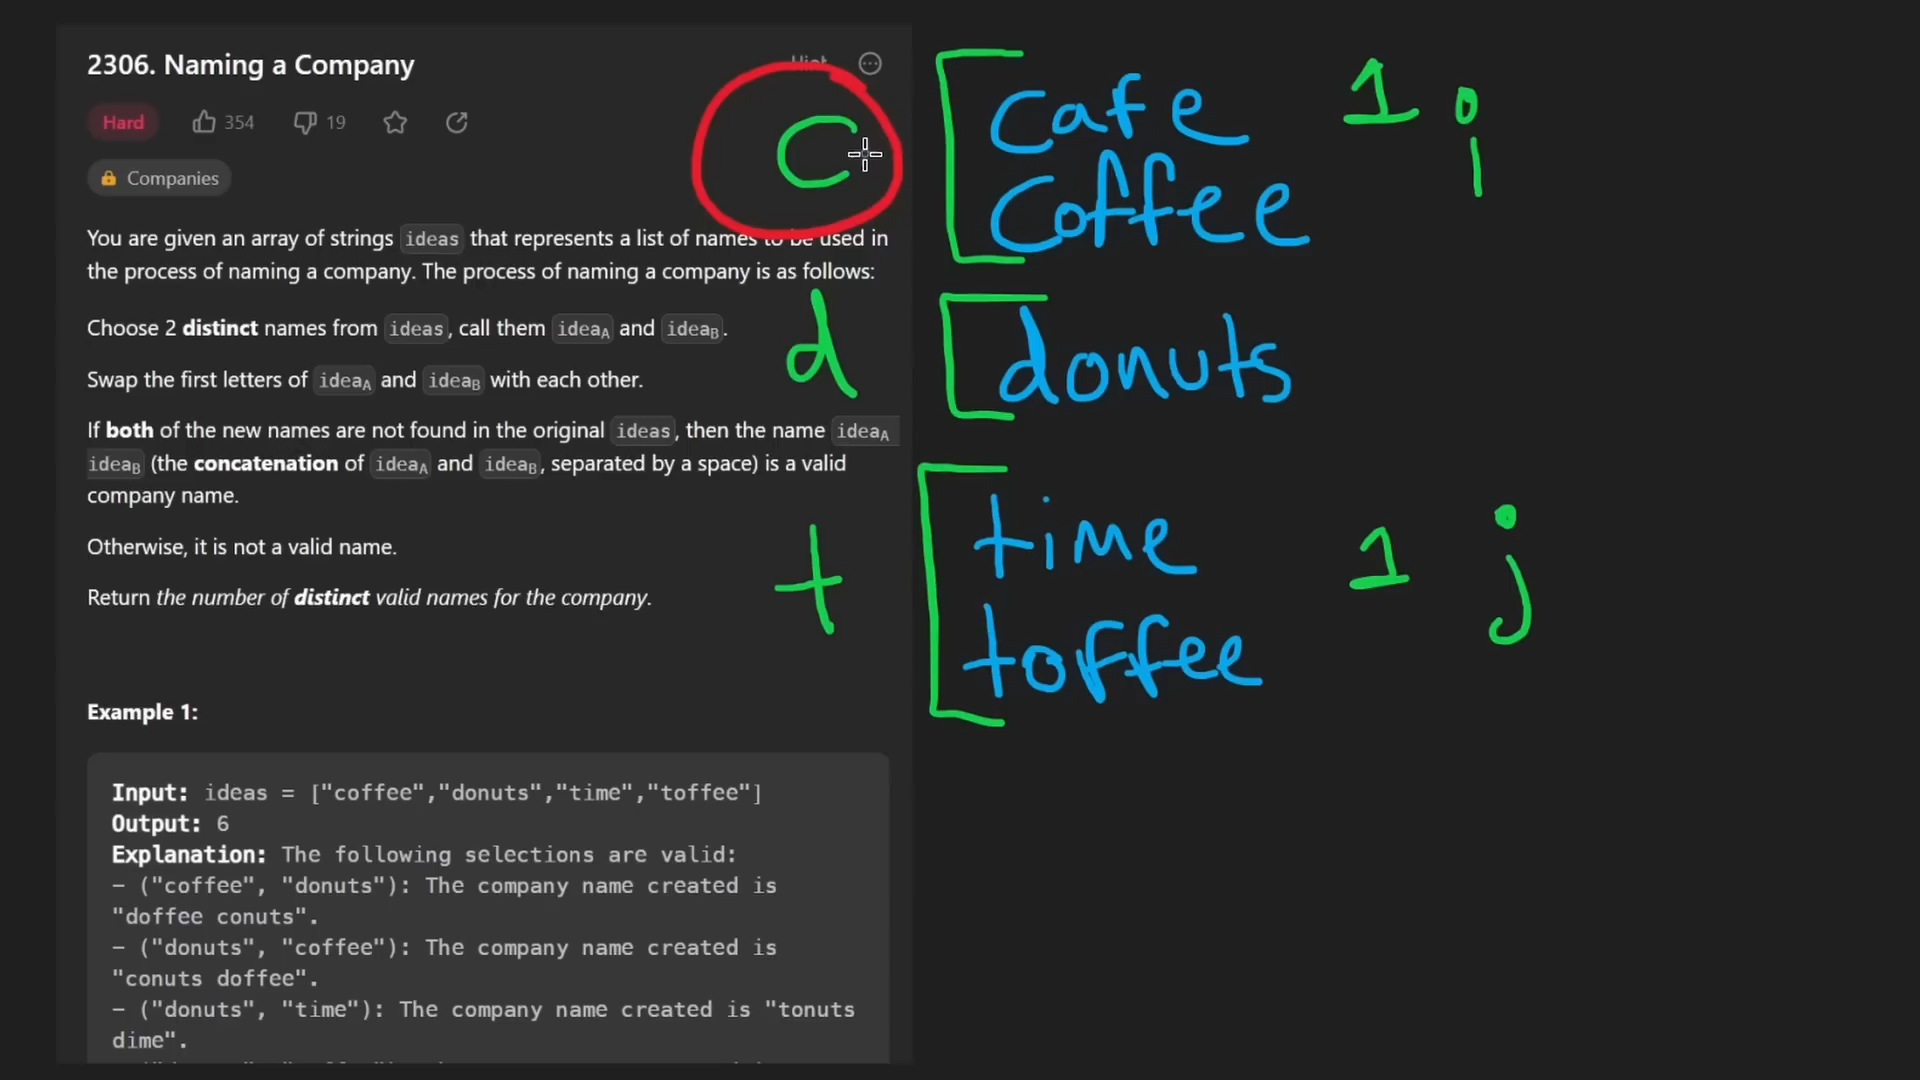 2306. Naming a Company
Hint
Hard 354 19
Companies
You are given an array of strings ideas that represents a list of names to be used in
the process of naming a company. The process of naming a company is as follows:
Choose 2 distinct names from ideas, call them ideaA and ideaB.
Swap the first letters of ideaA and ideaB with each other.
If both of the new names are not found in the original ideas, then the name ideaA
ideaB (the concatenation of ideaA and ideaB, separated by a space) is a valid
company name.
Otherwise, it is not a valid name.
Return the number of distinct valid names for the company.
Example 1:
Input: ideas = ["coffee","donuts","time","toffee"]
Output: 6
Explanation: The following selections are valid:
- ("coffee", "donuts"): The company name created is
"doffee conuts".
- ("donuts", "coffee"): The company name created is
"conuts doffee".
- ("donuts", "time"): The company name created is "tonuts
dime".
c
cafe 1 i
coffee
d
donuts
t
time 1 j
toffee